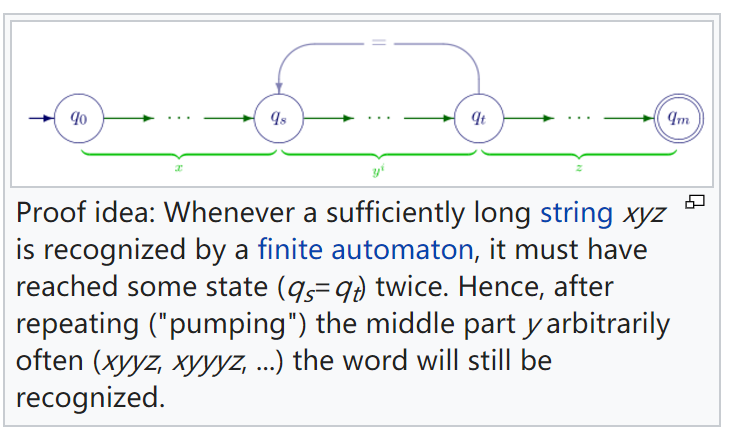 =
q0 ··· qs ··· qt ··· qm
x yⁱ z
Proof idea: Whenever a sufficiently long string xyz
is recognized by a finite automaton, it must have
reached some state (qs= qt) twice. Hence, after
repeating ("pumping") the middle part y arbitrarily
often (xyyz, xyyyz, ...) the word will still be
recognized.